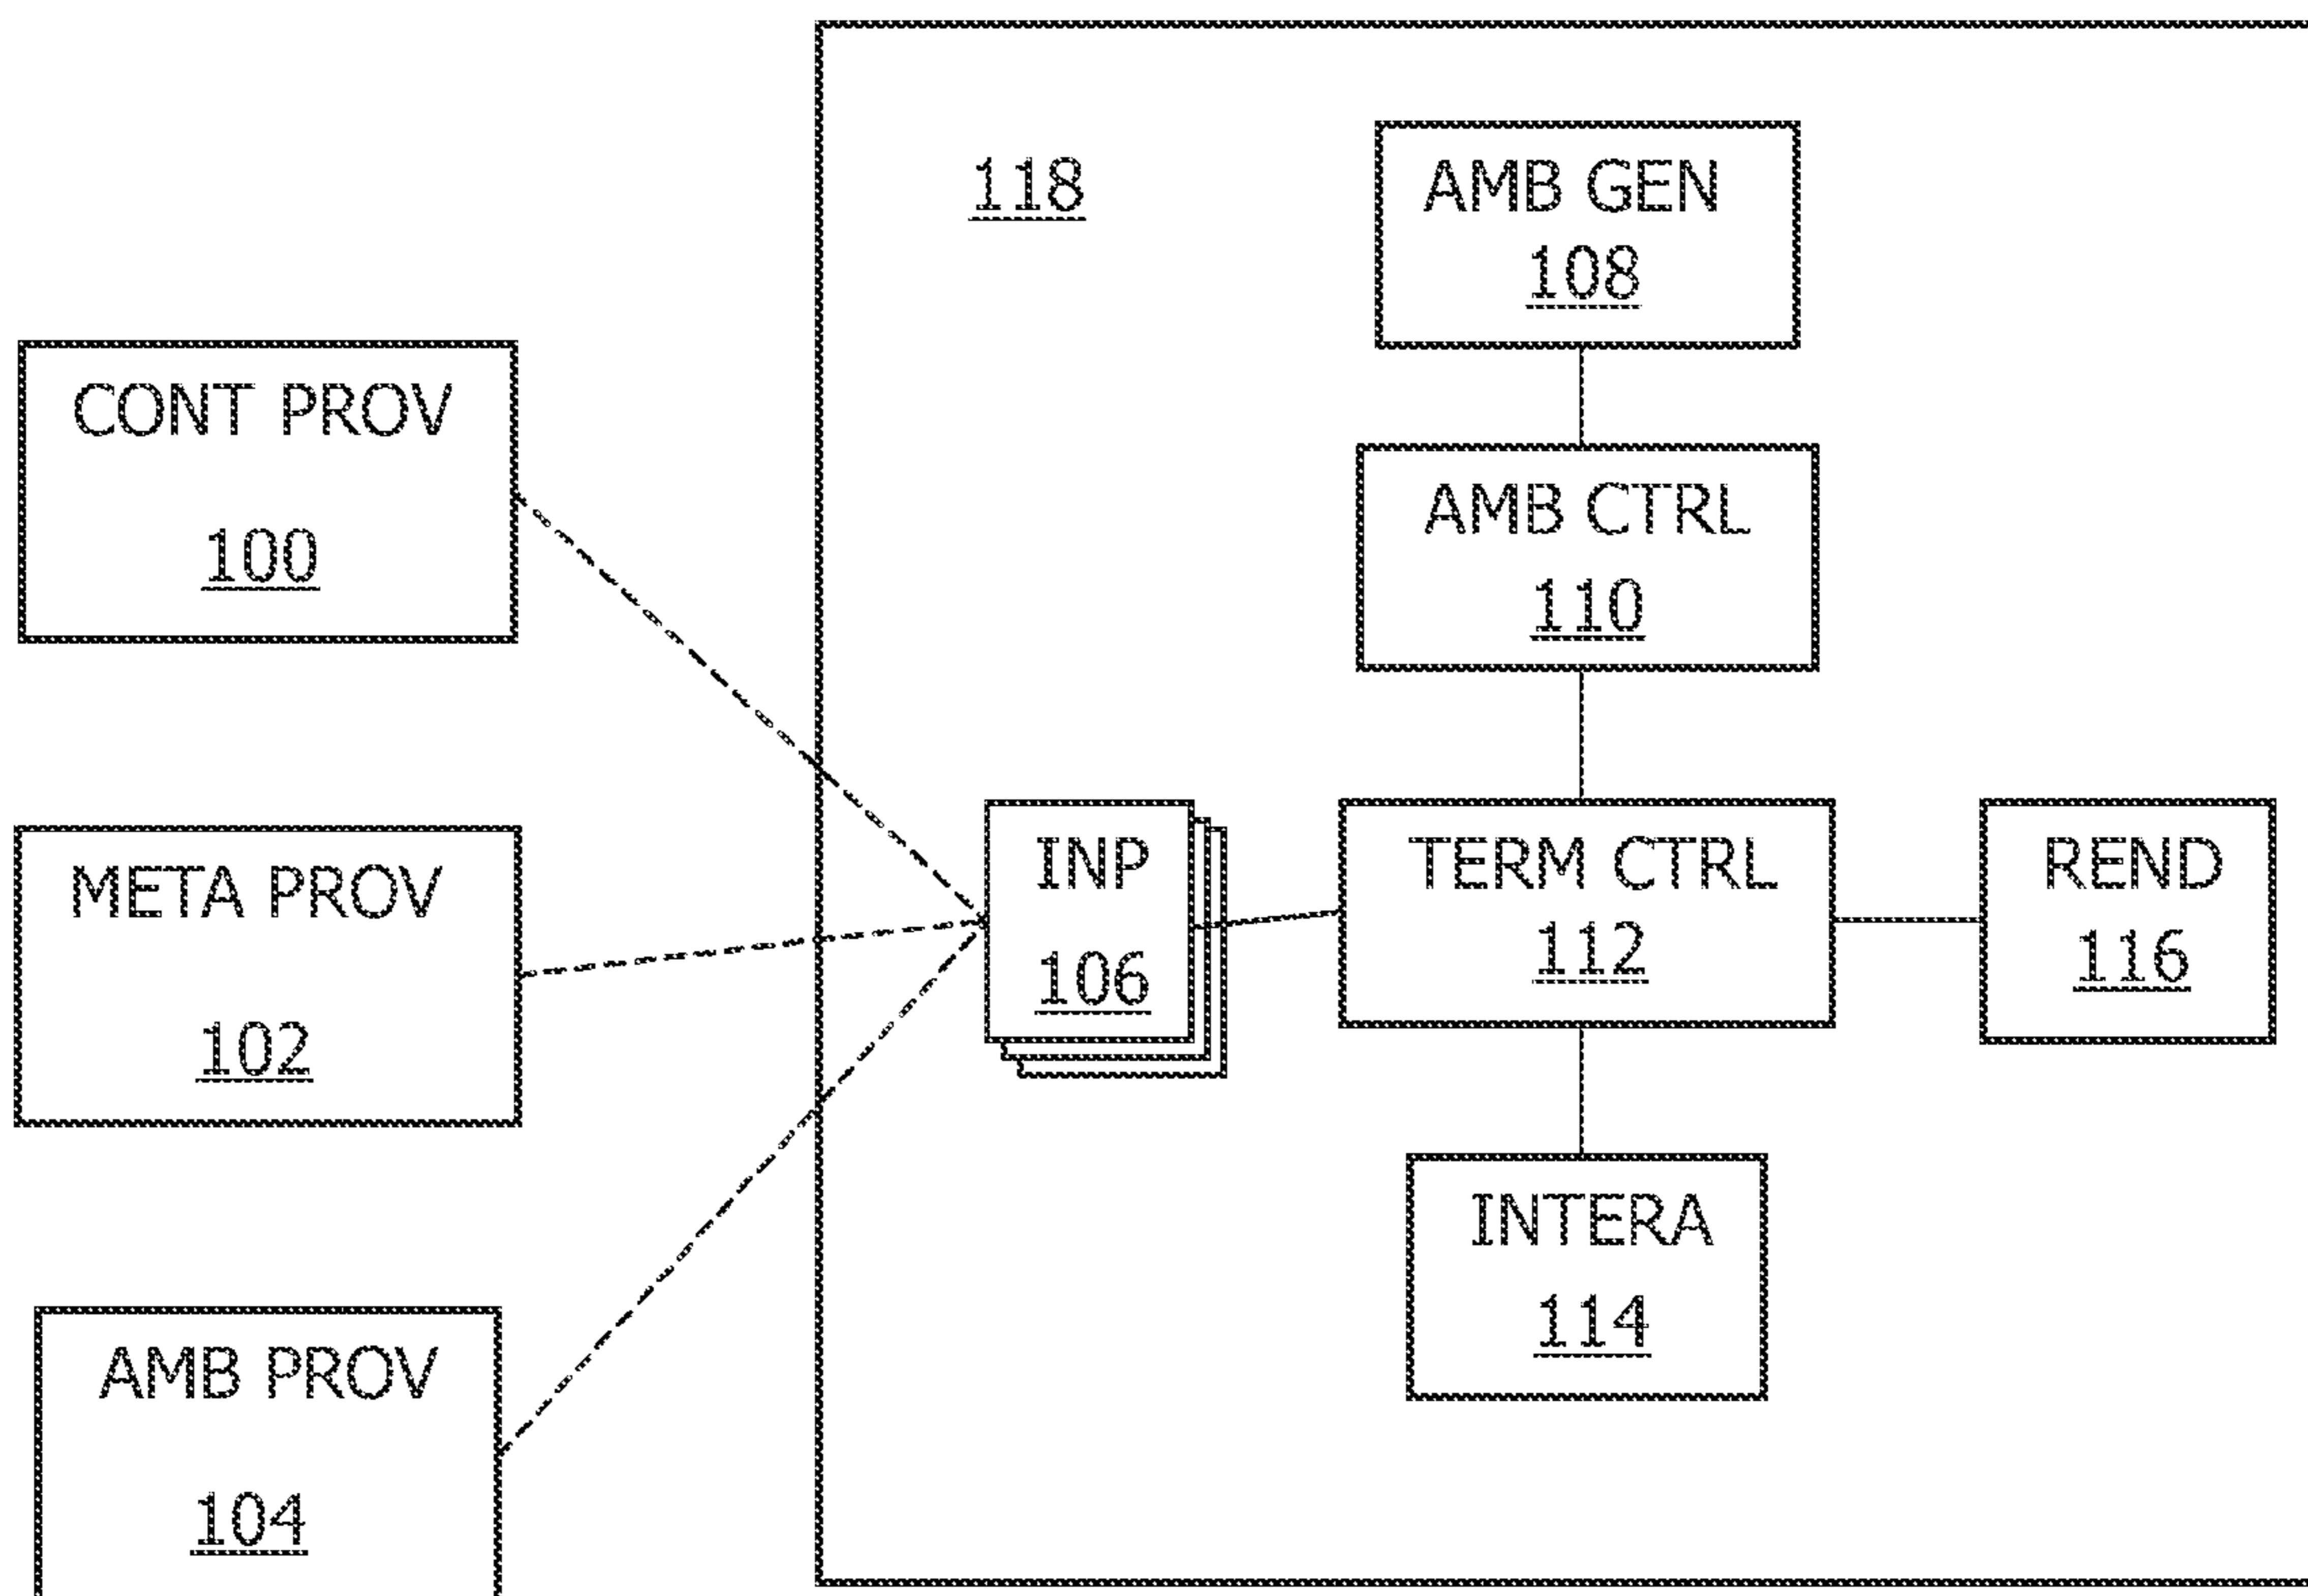 118
AMB GEN
108
CONT PROV
100
AMB CTRL
110
META PROV
102
INP
106
TERM CTRL
112
REND
116
INTERA
114
AMB PROV
104